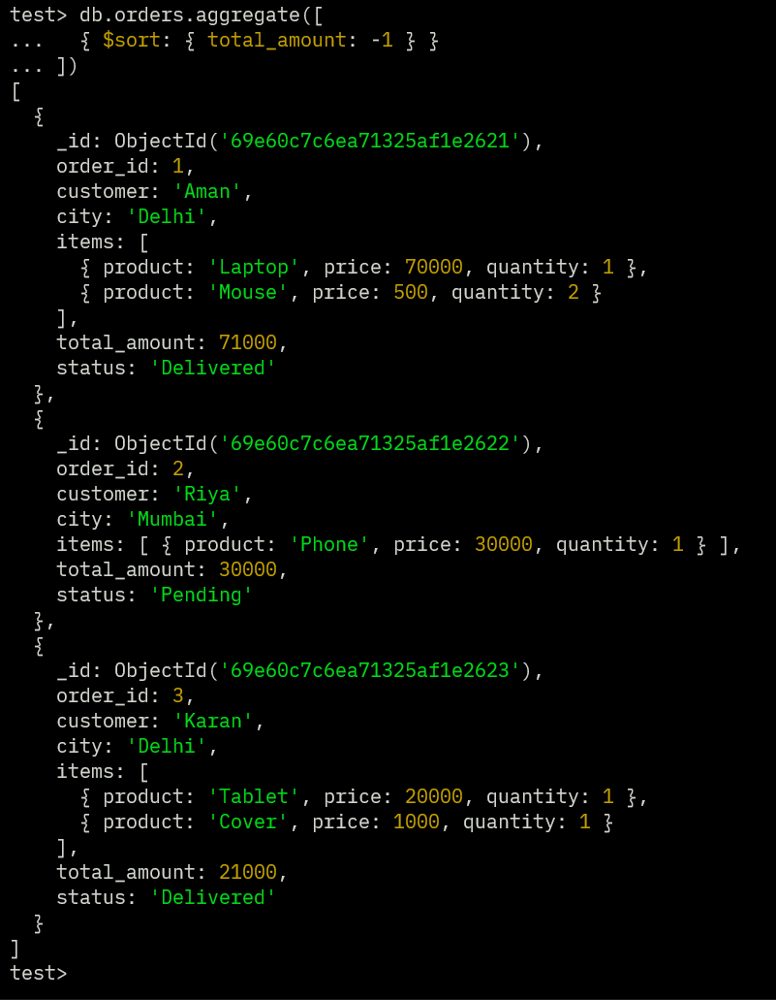 test> db.orders.aggregate([
...   { $sort: { total_amount: -1 } }
... ])
[
  {
    _id: ObjectId('69e60c7c6ea71325af1e2621'),
    order_id: 1,
    customer: 'Aman',
    city: 'Delhi',
    items: [
      { product: 'Laptop', price: 70000, quantity: 1 },
      { product: 'Mouse', price: 500, quantity: 2 }
    ],
    total_amount: 71000,
    status: 'Delivered'
  },
  {
    _id: ObjectId('69e60c7c6ea71325af1e2622'),
    order_id: 2,
    customer: 'Riya',
    city: 'Mumbai',
    items: [ { product: 'Phone', price: 30000, quantity: 1 } ],
    total_amount: 30000,
    status: 'Pending'
  },
  {
    _id: ObjectId('69e60c7c6ea71325af1e2623'),
    order_id: 3,
    customer: 'Karan',
    city: 'Delhi',
    items: [
      { product: 'Tablet', price: 20000, quantity: 1 },
      { product: 'Cover', price: 1000, quantity: 1 }
    ],
    total_amount: 21000,
    status: 'Delivered'
  }
]
test>